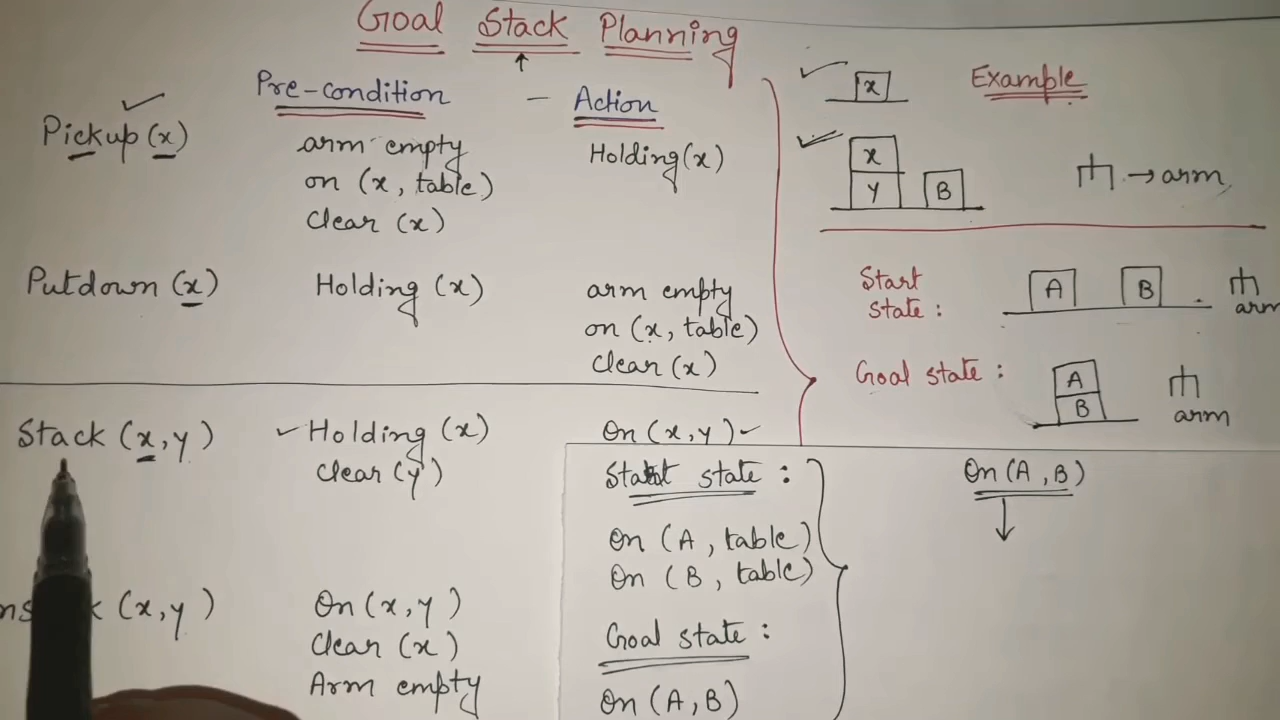 Goal Stack Planning
Pre-condition - Action
Pickup (x) arm empty Holding(x)
on (x, table)
Clear (x)
Putdown (x) Holding (x) arm empty
on (x, table)
Clear (x)
Stack (x,y) Holding (x) On (x,y)
Clear (y)
(x,y) On (x,y)
Clear (x)
Arm empty
Example
x
x
y
B
arm
Start
state :
A
B
arm
Goal state :
A
B
arm
state :
On (A, table)
On (B, table)
Goal state :
On (A,B)
On (A,B)